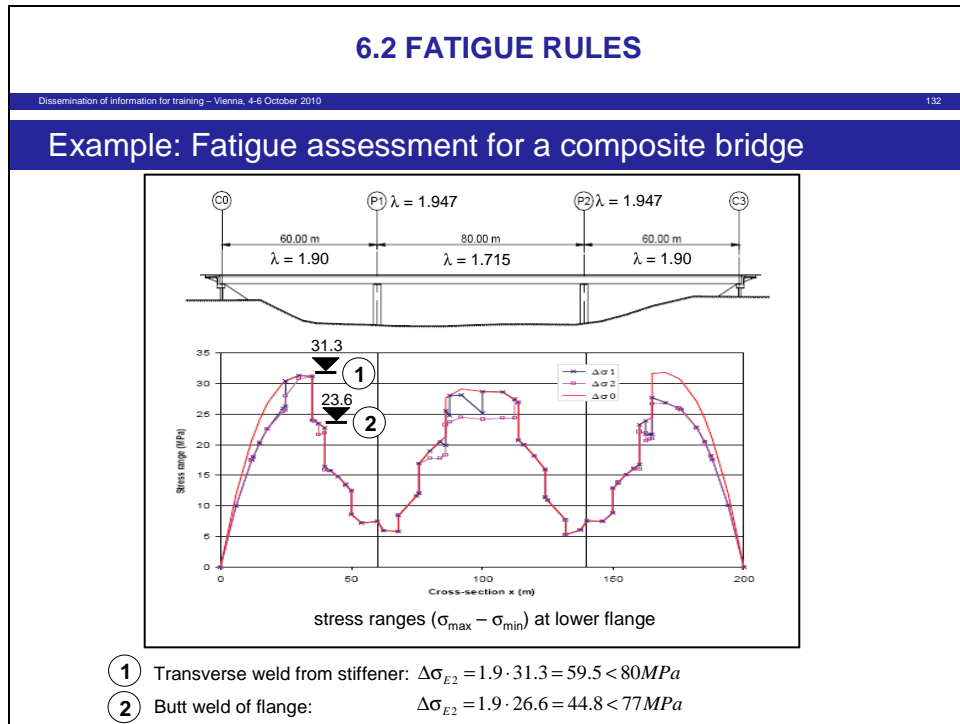 6.2 FATIGUE RULES
Dissemination of information for training – Vienna, 4-6 October 2010 132
Example: Fatigue assessment for a composite bridge
C0 P1 λ = 1.947 P2 λ = 1.947 C3
60.00 m 80.00 m 60.00 m
λ = 1.90 λ = 1.715 λ = 1.90
35
30
25
20
15
10
5
0
Stress range (MPa)
31.3
1
23.6
2
Δσ1
Δσ2
Δσ0
0 50 100 150 200
Cross-section x (m)
stress ranges (σmax – σmin) at lower flange
1 Transverse weld from stiffener: ΔσE2 = 1.9·31.3 = 59.5 < 80MPa
2 Butt weld of flange: ΔσE2 = 1.9·26.6 = 44.8 < 77MPa